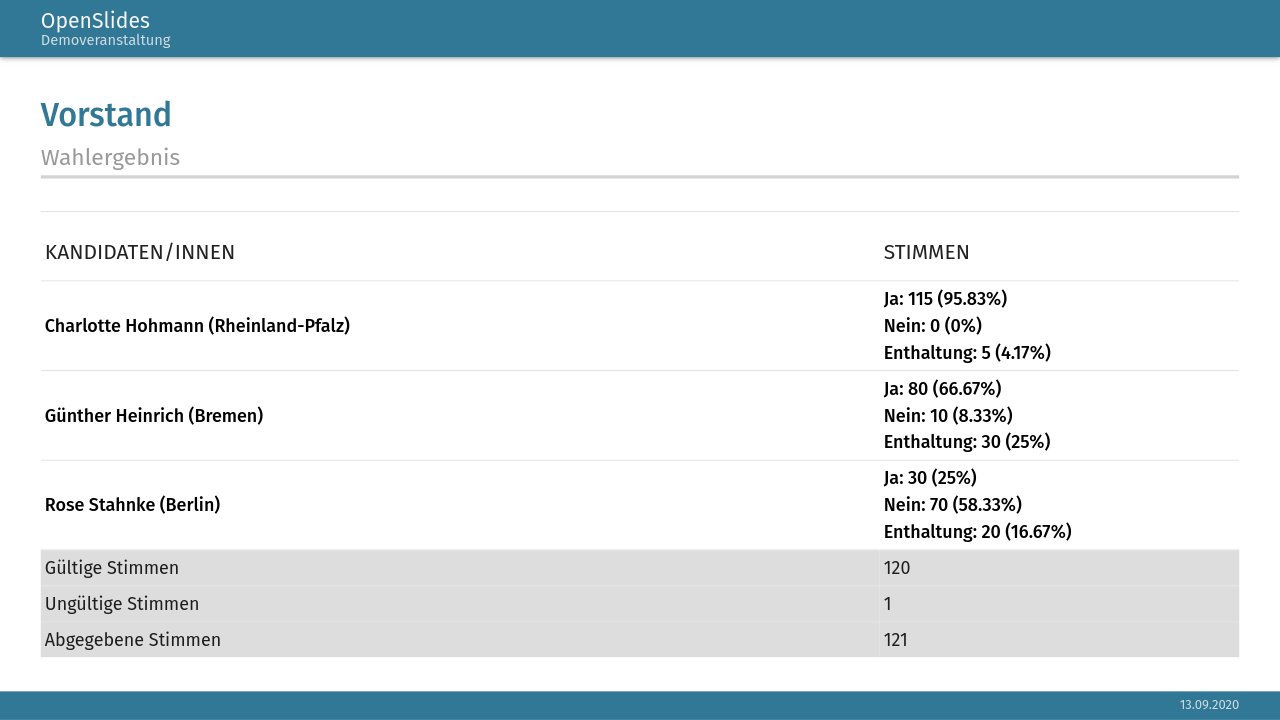 OpenSlides
Demoveranstaltung
Vorstand
Wahlergebnis
KANDIDATEN/INNEN STIMMEN
Charlotte Hohmann (Rheinland-Pfalz)
Ja: 115 (95.83%)
Nein: 0 (0%)
Enthaltung: 5 (4.17%)
Günther Heinrich (Bremen)
Ja: 80 (66.67%)
Nein: 10 (8.33%)
Enthaltung: 30 (25%)
Rose Stahnke (Berlin)
Ja: 30 (25%)
Nein: 70 (58.33%)
Enthaltung: 20 (16.67%)
Gültige Stimmen 120
Ungültige Stimmen 1
Abgegebene Stimmen 121
13.09.2020